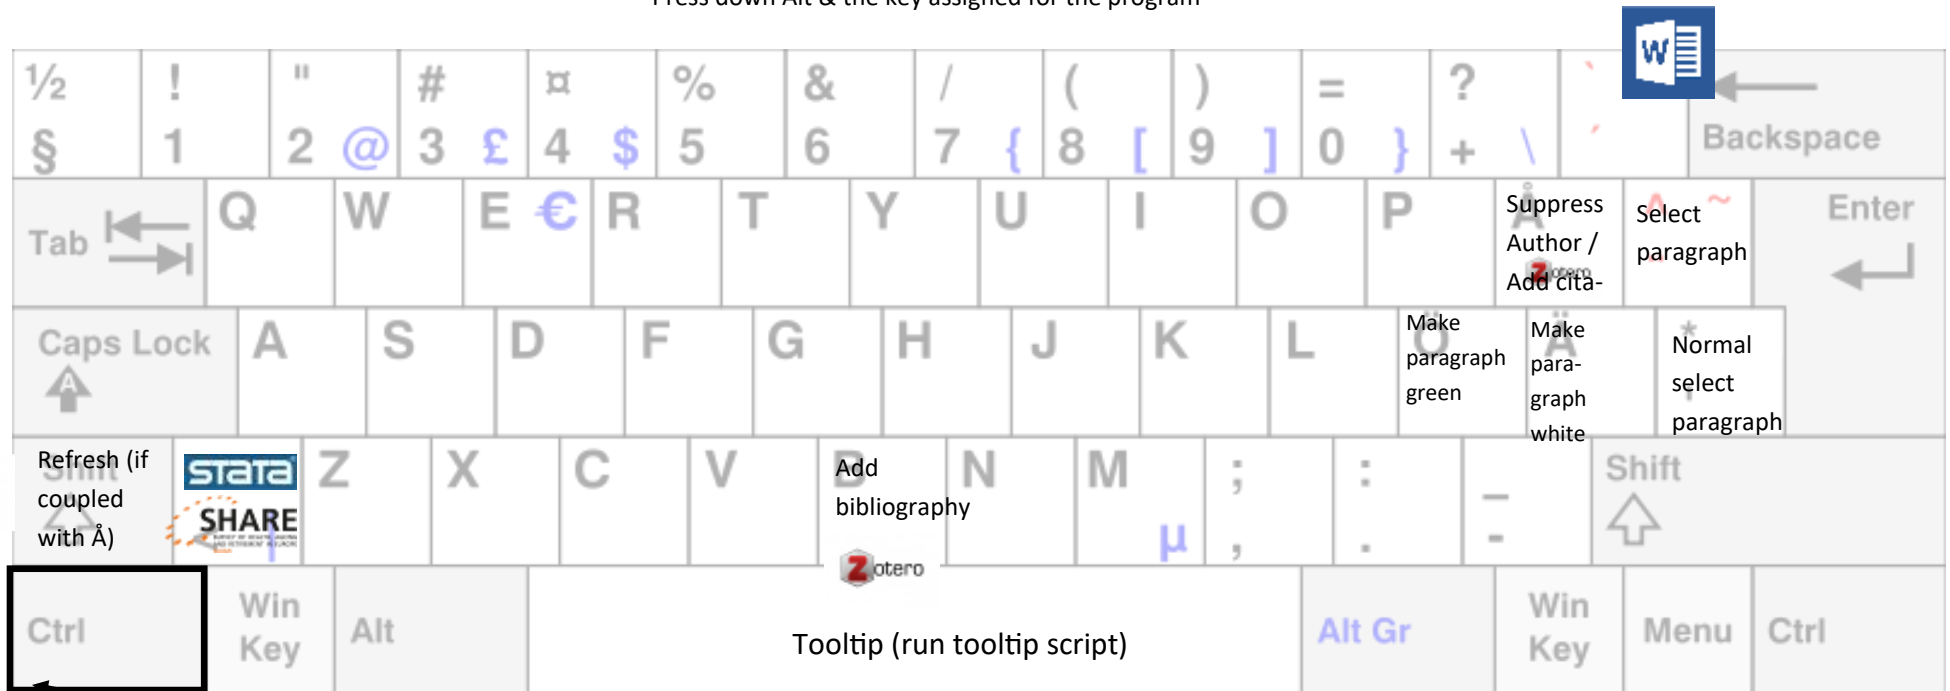 Press down Alt & the key assigned for the program
W
½ ! " # ¤ % & / ( ) = ? `
§ 1 2 @ 3 £ 4 $ 5 6 7 { 8 [ 9 ] 0 } + \ ´ Backspace
Tab Q W E € R T Y U I O P Å ^ ~ Enter
Suppress
Author /
Add cita-
Zotero
Select
paragraph
Caps Lock A S D F G H J K L Ö Ä *
A
Make
paragraph
green
Make
para-
graph
white
Normal
select
paragraph
'
Shift Z X C V B N M µ ; , : . _ - Shift
Refresh (if
coupled
with Å)
STATA
SHARE
|
Add
bibliography
Zotero
Ctrl Win Key Alt Alt Gr Win Key Menu Ctrl
Tooltip (run tooltip script)